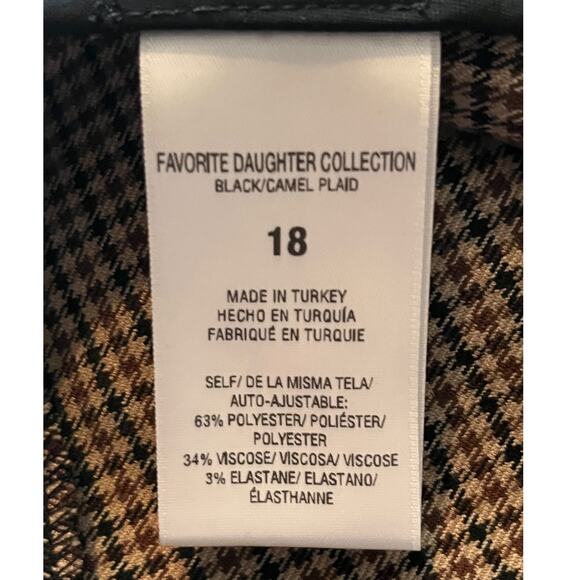 FAVORITE DAUGHTER COLLECTION
BLACK/CAMEL PLAID
18
MADE IN TURKEY
HECHO EN TURQUÍA
FABRIQUÉ EN TURQUIE
SELF/ DE LA MISMA TELA/
AUTO-AJUSTABLE:
63% POLYESTER/ POLIÉSTER/
POLYESTER
34% VISCOSE/ VISCOSA/ VISCOSE
3% ELASTANE/ ELASTANO/
ÉLASTHANNE